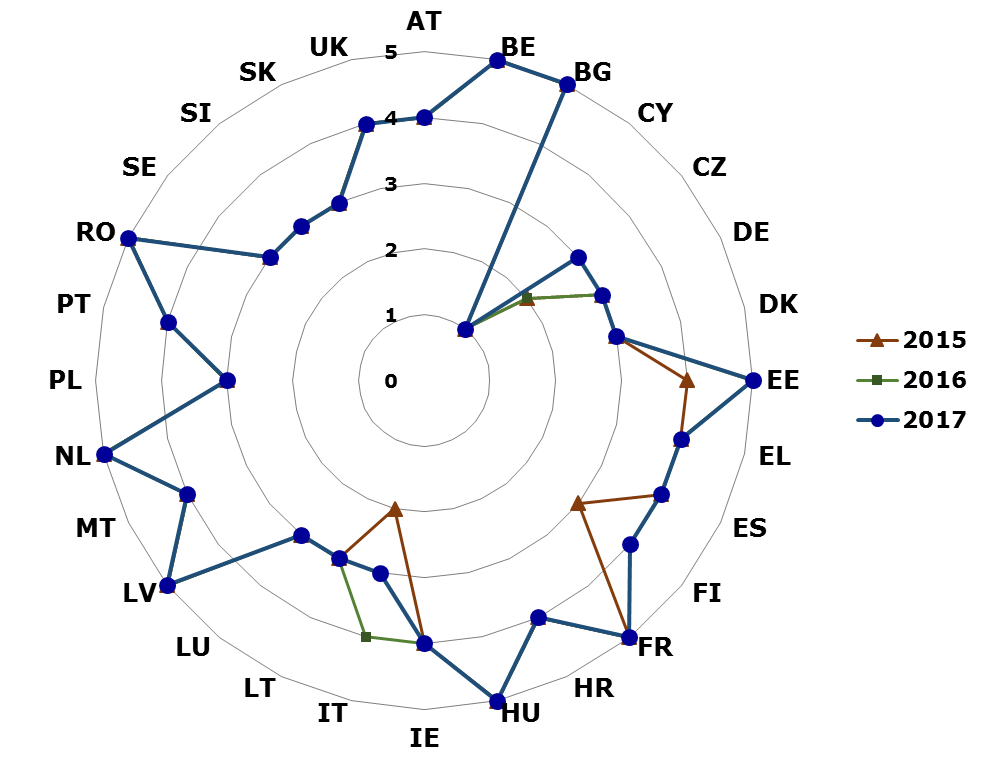 AT
UK
5
BE
SK
BG
SI
4
CY
SE
3
CZ
RO
2
DE
PT
1
DK
PL
0
EE
2015
2016
2017
NL
EL
MT
ES
LV
FI
LU
FR
LT
HR
IT
HU
IE